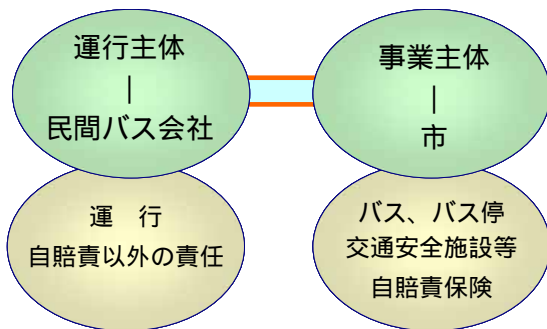 運行主体
|
民間バス会社
事業主体
|
市
運　行
自賠責以外の責任
バス、バス停
交通安全施設等
自賠責保険